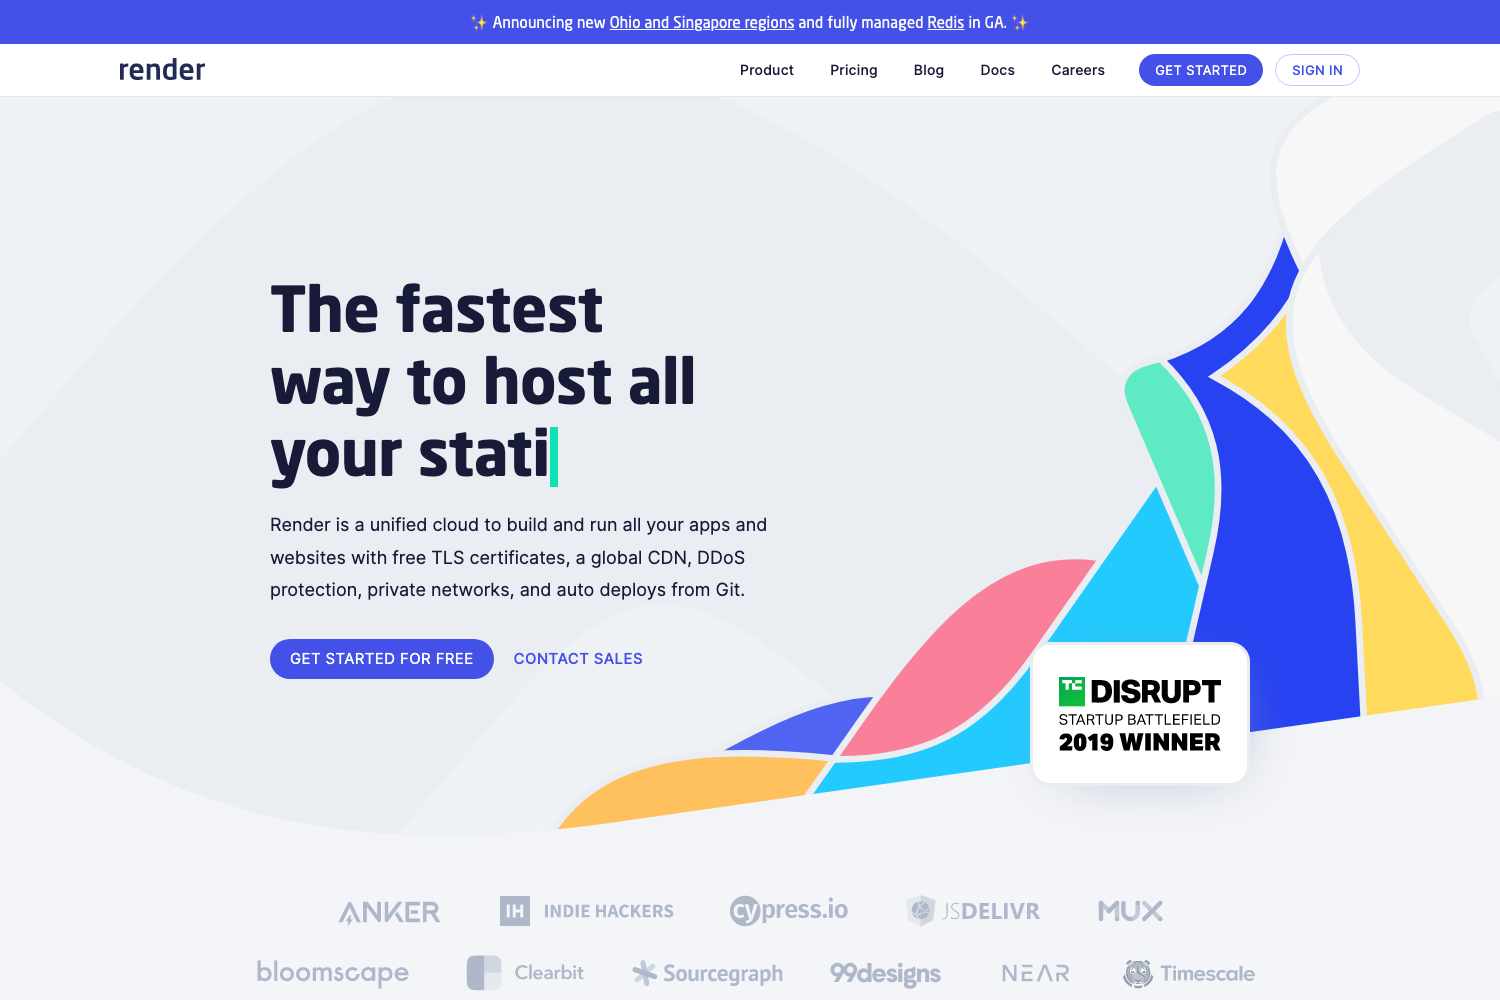 ✨ Announcing new Ohio and Singapore regions and fully managed Redis in GA. ✨
render
Product Pricing Blog Docs Careers GET STARTED SIGN IN
The fastest
way to host all
your stati
Render is a unified cloud to build and run all your apps and
websites with free TLS certificates, a global CDN, DDoS
protection, private networks, and auto deploys from Git.
GET STARTED FOR FREE CONTACT SALES
TC DISRUPT
STARTUP BATTLEFIELD
2019 WINNER
ANKER IH INDIE HACKERS cypress.io JSDELIVR MUX
bloomscape Clearbit Sourcegraph 99designs NEAR Timescale